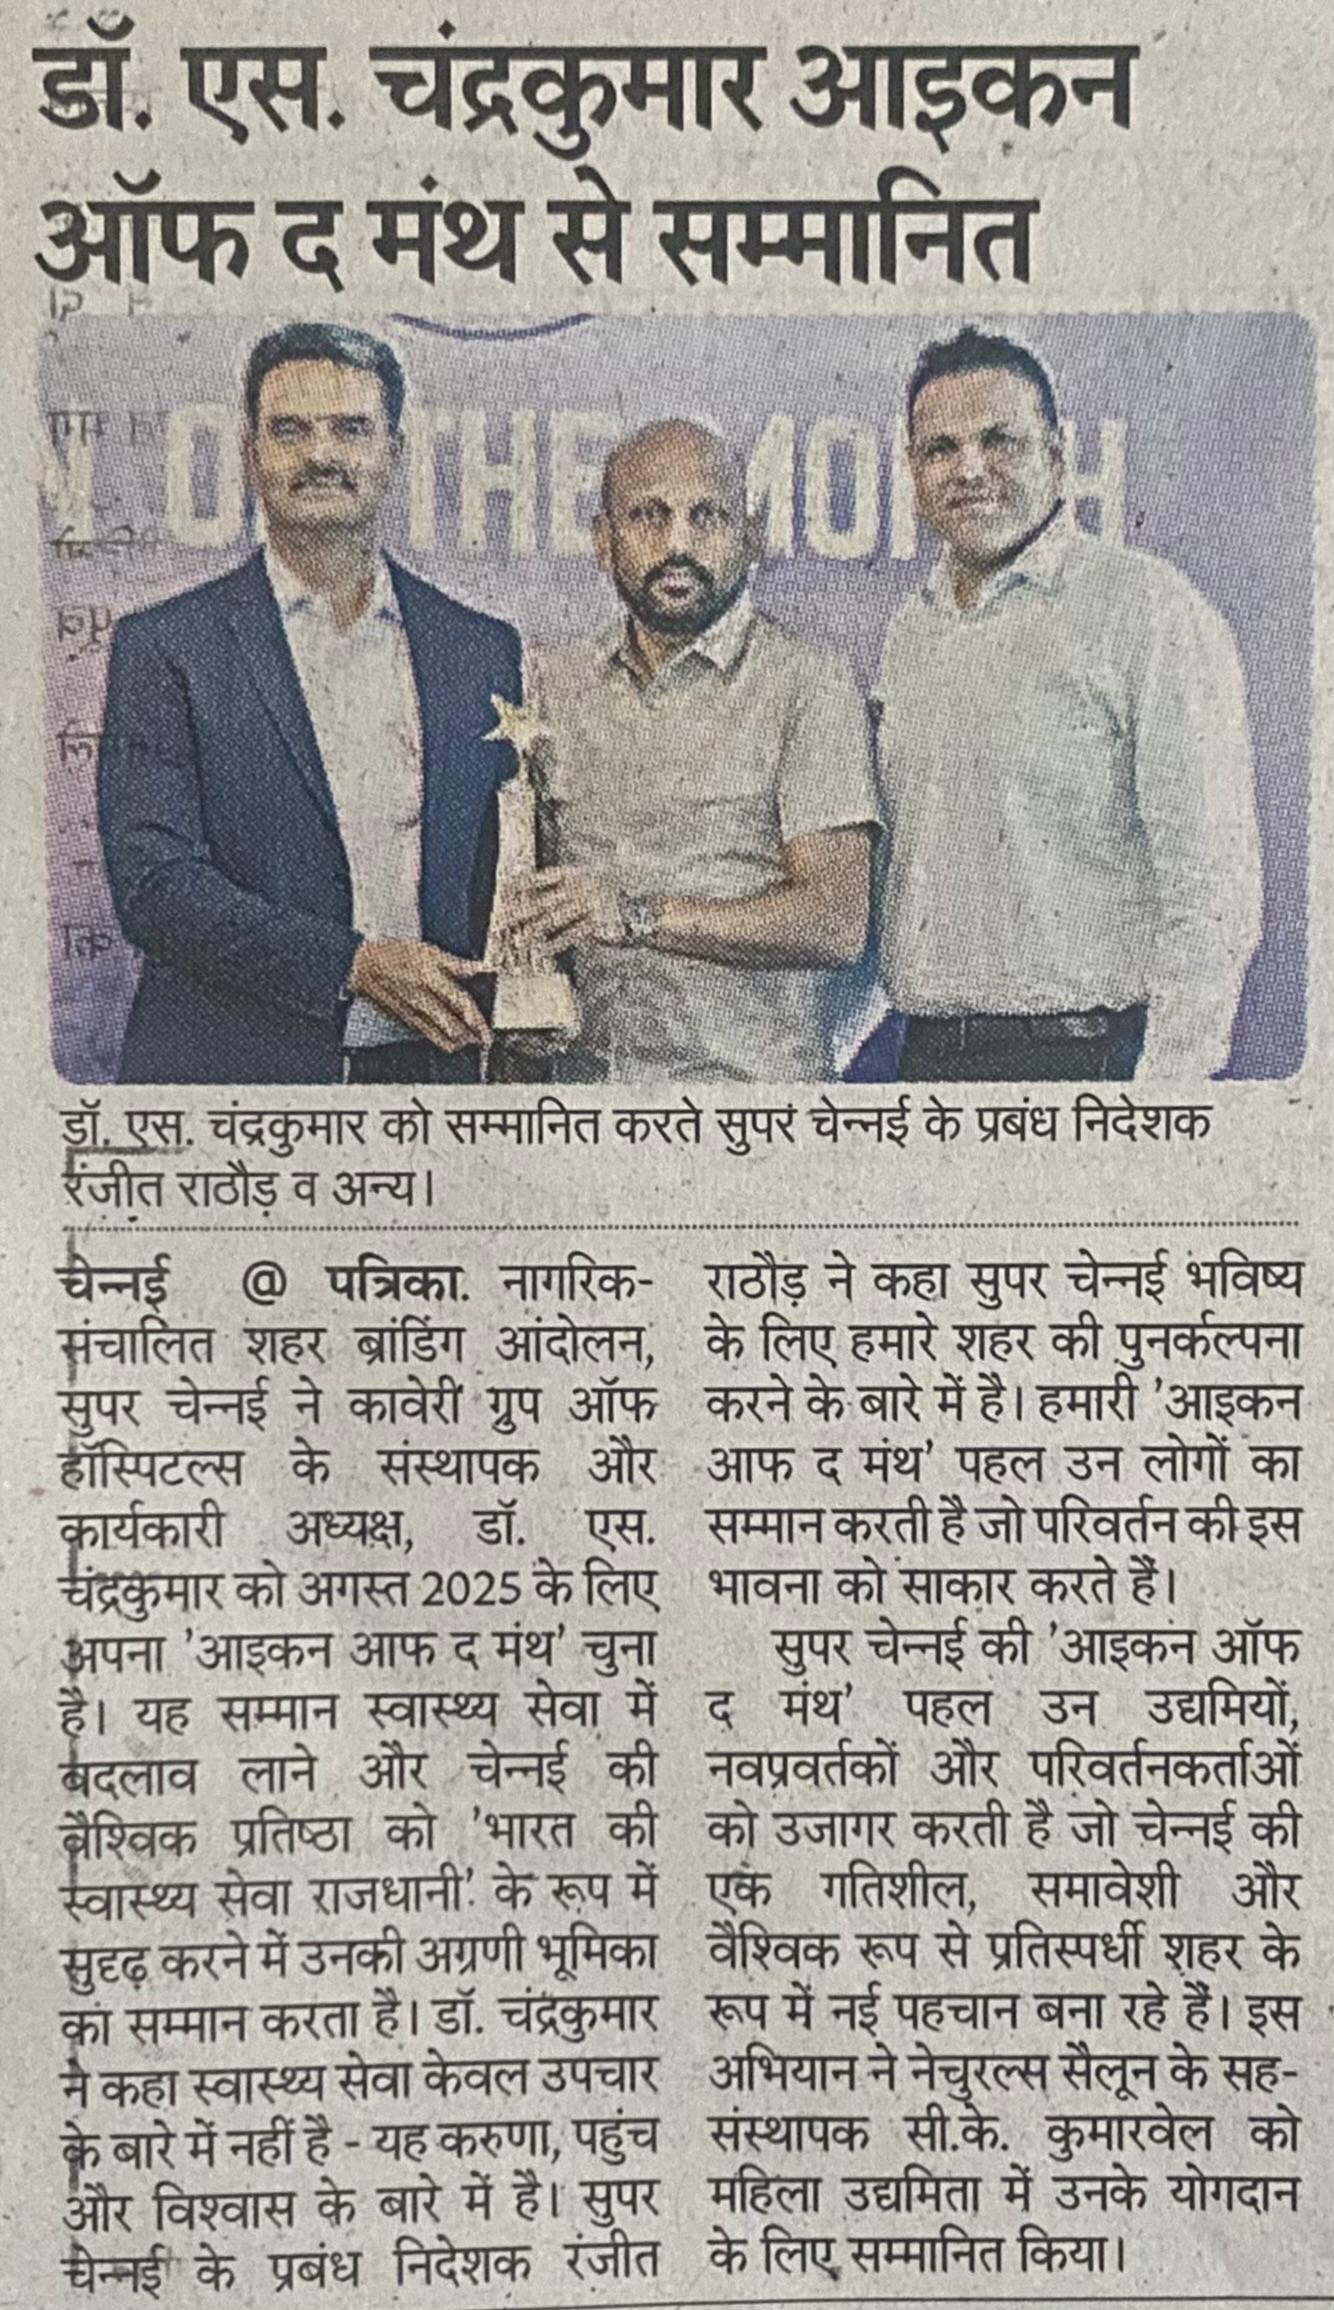 डॉ. एस. चंद्रकुमार आइकन
ऑफ द मंथ से सम्मानित
N O THE MO H
डॉ. एस. चंद्रकुमार को सम्मानित करते सुपर चेन्नई के प्रबंध निदेशक
रंजीत राठौड़ व अन्य।
चेन्नई @ पत्रिका. नागरिक-
संचालित शहर ब्रांडिंग आंदोलन,
सुपर चेन्नई ने कावेरी ग्रुप ऑफ
हॉस्पिटल्स के संस्थापक और
कार्यकारी अध्यक्ष, डॉ. एस.
चंद्रकुमार को अगस्त 2025 के लिए
अपना 'आइकन आफ द मंथ' चुना
है। यह सम्मान स्वास्थ्य सेवा में
बदलाव लाने और चेन्नई की
वैश्विक प्रतिष्ठा को 'भारत की
स्वास्थ्य सेवा राजधानी' के रूप में
सुदृढ़ करने में उनकी अग्रणी भूमिका
का सम्मान करता है। डॉ. चंद्रकुमार
ने कहा स्वास्थ्य सेवा केवल उपचार
के बारे में नहीं है - यह करुणा, पहुंच
और विश्वास के बारे में है। सुपर
चेन्नई के प्रबंध निदेशक रंजीत
राठौड़ ने कहा सुपर चेन्नई भविष्य
के लिए हमारे शहर की पुनर्कल्पना
करने के बारे में है। हमारी 'आइकन
आफ द मंथ' पहल उन लोगों का
सम्मान करती है जो परिवर्तन की इस
भावना को साकार करते हैं।
सुपर चेन्नई की 'आइकन ऑफ
द मंथ' पहल उन उद्यमियों,
नवप्रवर्तकों और परिवर्तनकर्ताओं
को उजागर करती है जो चेन्नई की
एक गतिशील, समावेशी और
वैश्विक रूप से प्रतिस्पर्धी शहर के
रूप में नई पहचान बना रहे हैं। इस
अभियान ने नेचुरल्स सैलून के सह-
संस्थापक सी.के. कुमारवेल को
महिला उद्यमिता में उनके योगदान
के लिए सम्मानित किया।